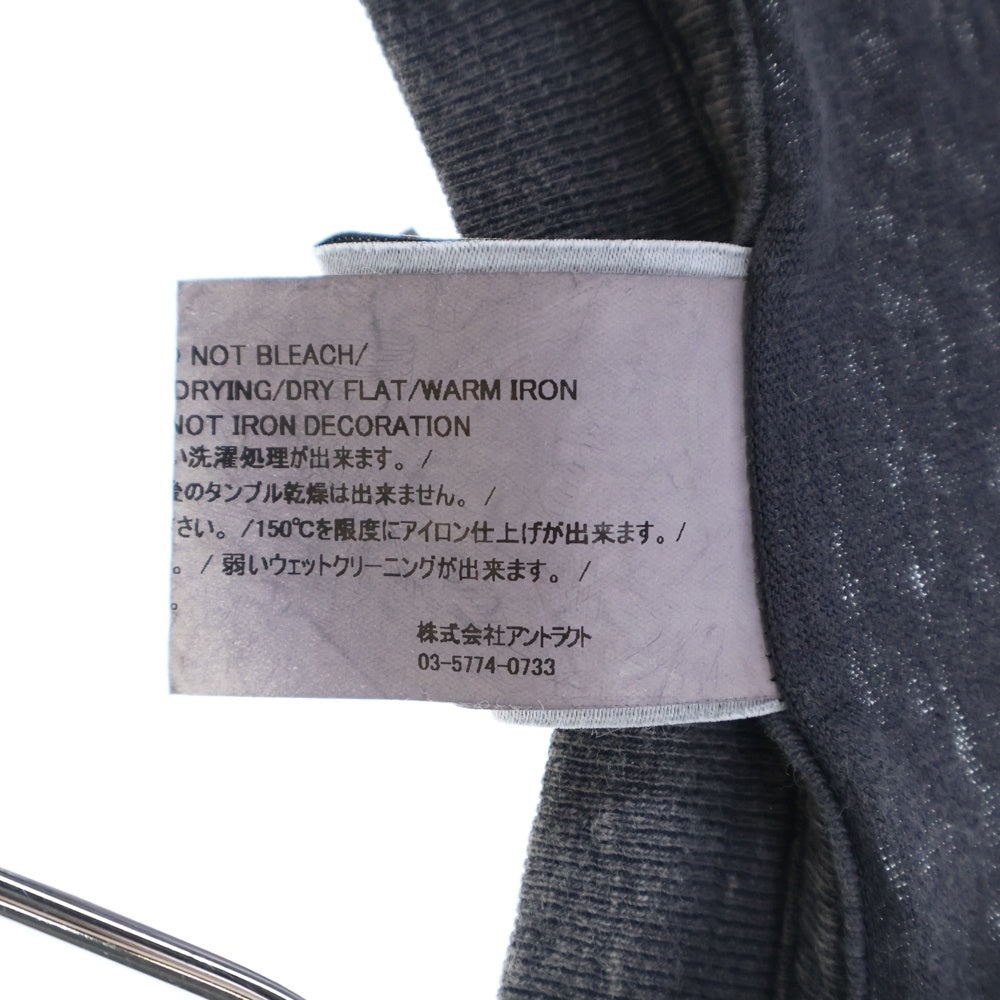 NOT BLEACH/
DRYING/DRY FLAT/WARM IRON
NOT IRON DECORATION
い洗濯処理が出来ます。 /
後のタンブル乾燥は出来ません。 /
ださい。 /150℃を限度にアイロン仕上げが出来ます。 /
。 / 弱いウェットクリーニングが出来ます。 /
。
株式会社アントラクト
03-5774-0733